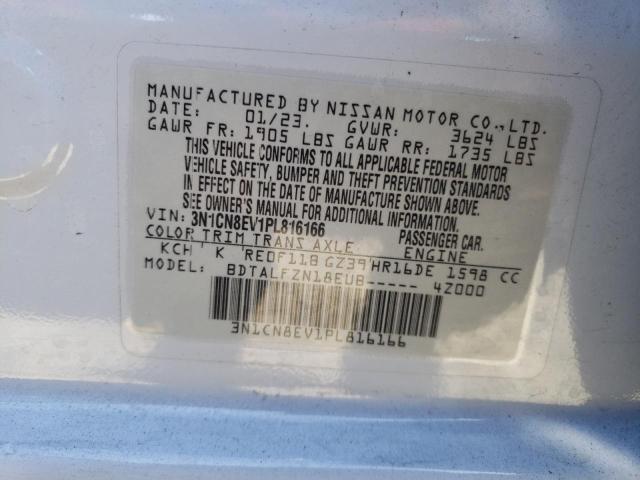 MANUFACTURED BY NISSAN MOTOR CO.,LTD.
DATE: 01/23. GVWR: 3624 LBS
GAWR FR: 1905 LBS GAWR RR: 1735 LBS
THIS VEHICLE CONFORMS TO ALL APPLICABLE FEDERAL MOTOR
VEHICLE SAFETY, BUMPER AND THEFT PREVENTION STANDARDS
IN EFFECT ON THE DATE OF MANUFACTURE SHOWN ABOVE.
SEE OWNER'S MANUAL FOR ADDITIONAL INFORMATION.
VIN: 3N1CN8EV1PL816166 PASSENGER CAR.
COLOR TRIM TRANS AXLE ENGINE
KCH K RE0F11B GZ39 HR16DE 1598 CC
MODEL: BDTALFZN18EUB----- 4Z000
3N1CN8EV1PL816166